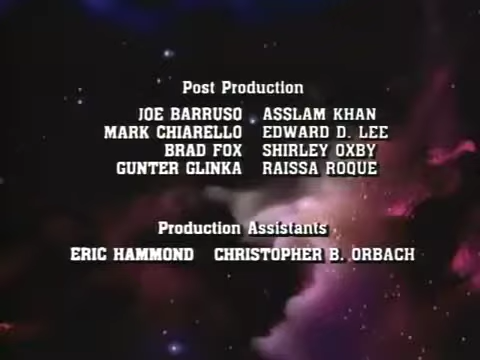 Post Production
JOE BARRUSO ASSLAM KHAN
MARK CHIARELLO EDWARD D. LEE
BRAD FOX SHIRLEY OXBY
GUNTER GLINKA RAISSA ROQUE
Production Assistants
ERIC HAMMOND CHRISTOPHER B. ORBACH